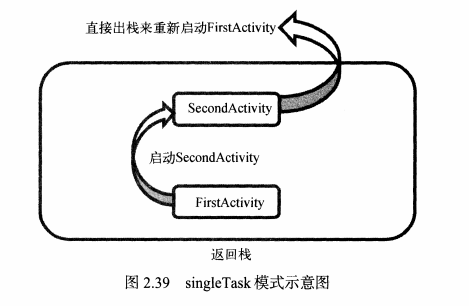 直接出栈来重新启动FirstActivity
SecondActivity
启动SecondActivity
FirstActivity
返回栈
图 2.39 singleTask 模式示意图